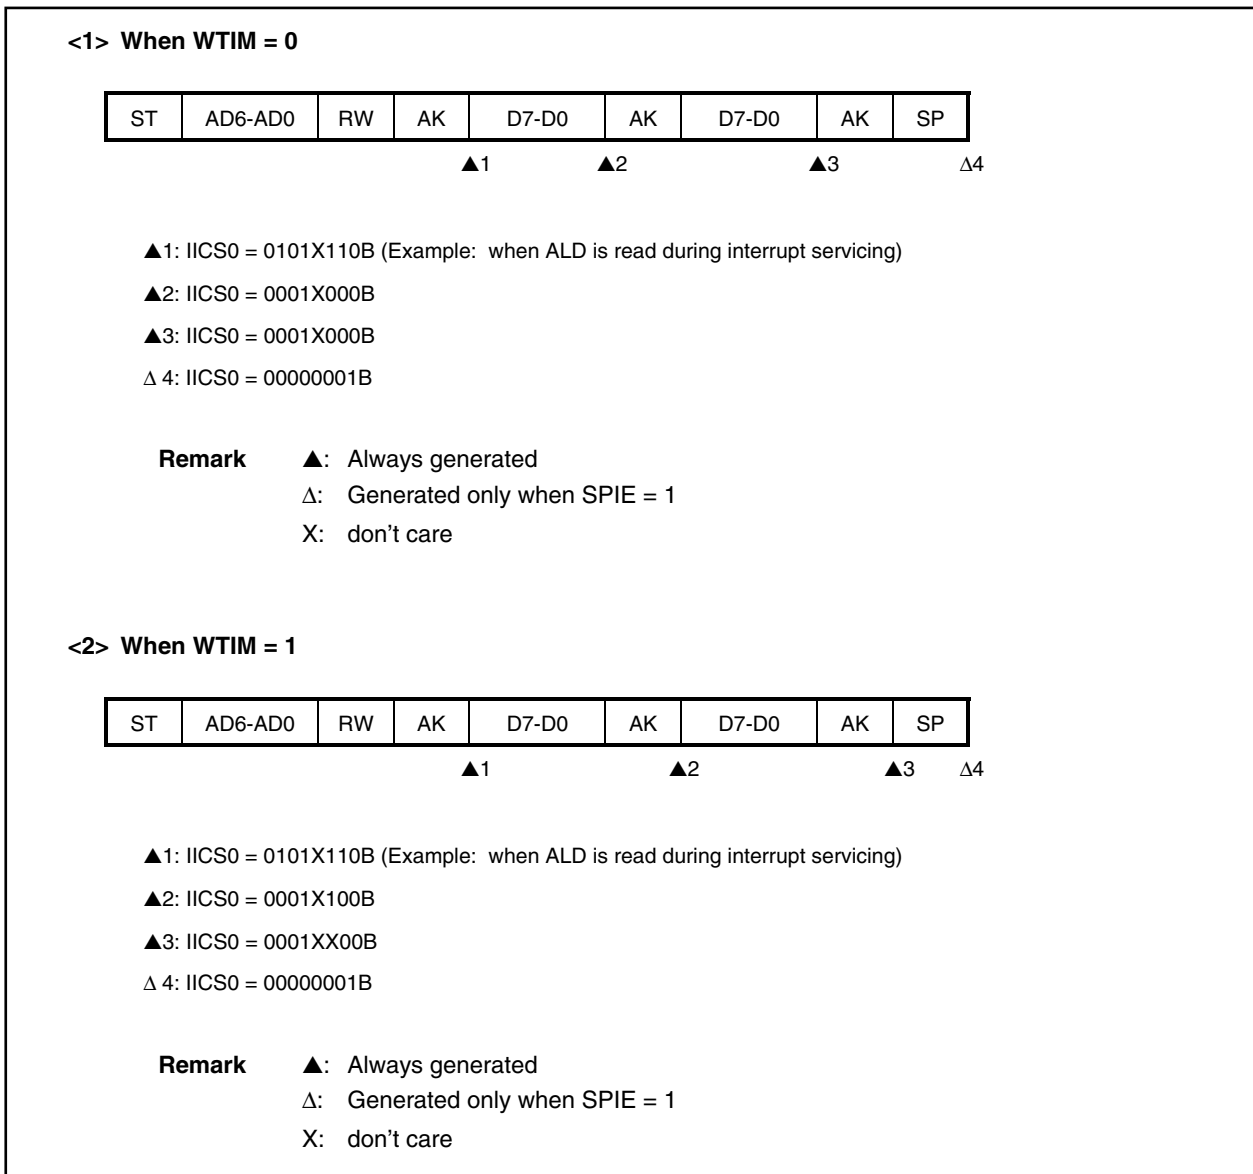 <1> When WTIM = 0
ST AD6-AD0 RW AK D7-D0 AK D7-D0 AK SP
▲1 ▲2 ▲3 Δ4
▲1: IICS0 = 0101X110B (Example: when ALD is read during interrupt servicing)
▲2: IICS0 = 0001X000B
▲3: IICS0 = 0001X000B
Δ 4: IICS0 = 00000001B
Remark ▲: Always generated
Δ: Generated only when SPIE = 1
X: don't care
<2> When WTIM = 1
ST AD6-AD0 RW AK D7-D0 AK D7-D0 AK SP
▲1 ▲2 ▲3 Δ4
▲1: IICS0 = 0101X110B (Example: when ALD is read during interrupt servicing)
▲2: IICS0 = 0001X100B
▲3: IICS0 = 0001XX00B
Δ 4: IICS0 = 00000001B
Remark ▲: Always generated
Δ: Generated only when SPIE = 1
X: don't care